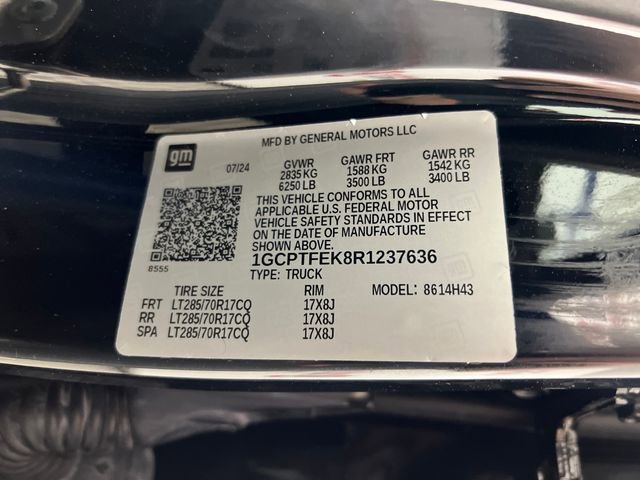 MFD BY GENERAL MOTORS LLC
gm
07/24
GVWR GAWR FRT GAWR RR
2835 KG 1588 KG 1542 KG
6250 LB 3500 LB 3400 LB
THIS VEHICLE CONFORMS TO ALL
APPLICABLE U.S. FEDERAL MOTOR
VEHICLE SAFETY STANDARDS IN EFFECT
ON THE DATE OF MANUFACTURE
SHOWN ABOVE.
1GCPTFEK8R1237636
8555
TYPE: TRUCK MODEL: 8614H43
TIRE SIZE RIM
FRT LT285/70R17CQ 17X8J
RR LT285/70R17CQ 17X8J
SPA LT285/70R17CQ 17X8J